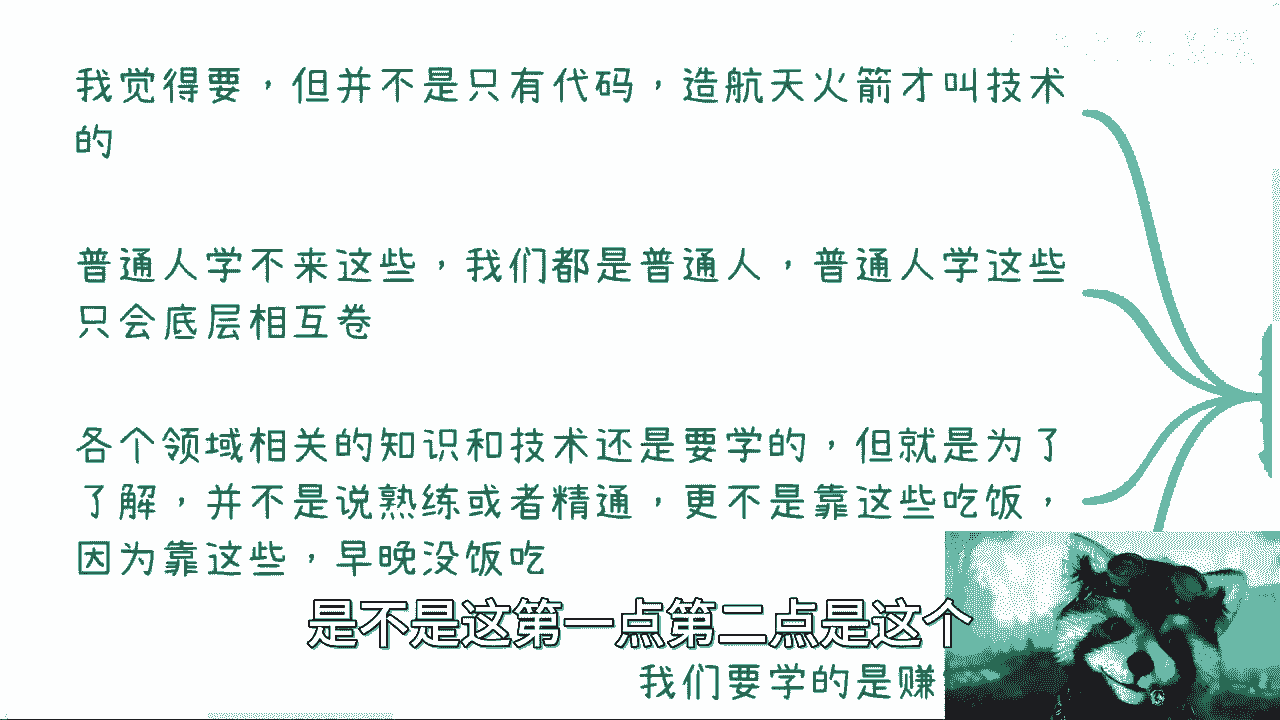 我觉得要，但并不是只有代码，造航天火箭才叫技术
的
普通人学不来这些，我们都是普通人，普通人学这些
只会底层相互卷
各个领域相关的知识和技术还是要学的，但就是为了
了解，并不是说熟练或者精通，更不是靠这些吃饭，
因为靠这些，早晚没饭吃
是不是这第一点第二点是这个
我们要学的是赚